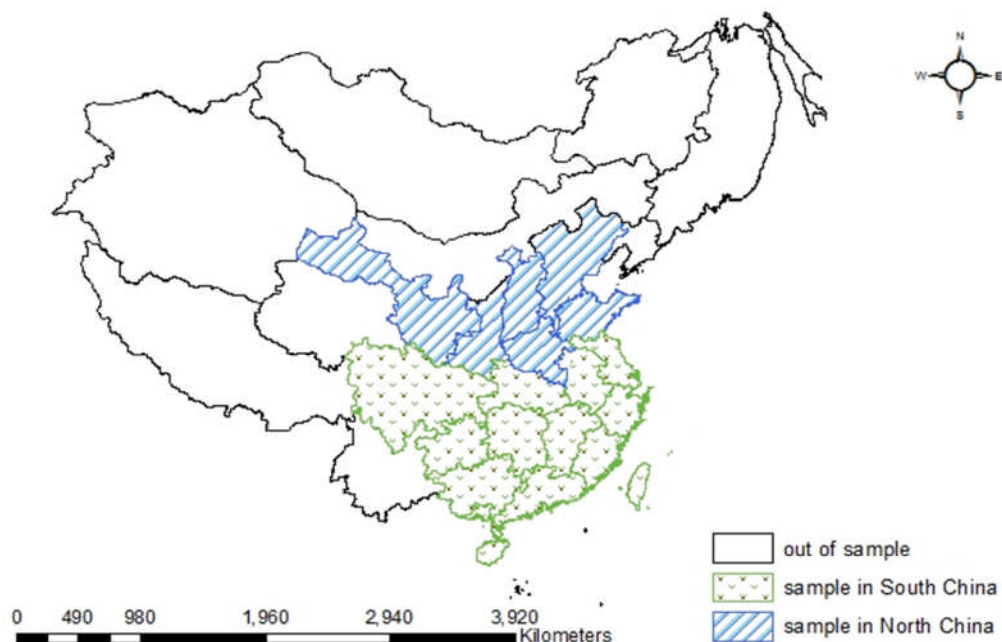 N
W E
S
out of sample
sample in South China
sample in North China
0 490 980 1,960 2,940 3,920
Kilometers